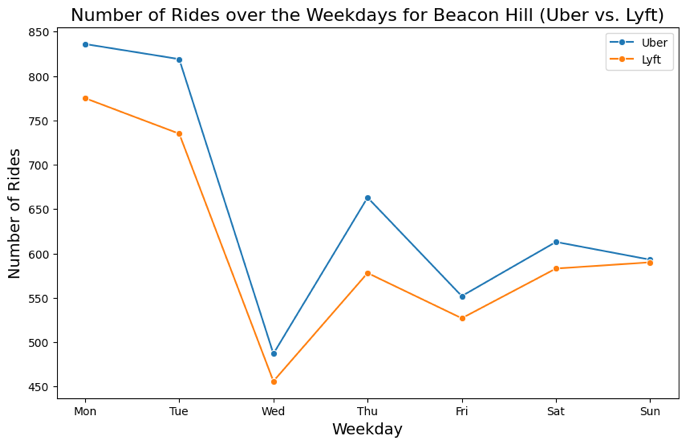 Number of Rides over the Weekdays for Beacon Hill (Uber vs. Lyft)
Uber
Lyft
850
800
750
700
650
600
550
500
450
Number of Rides
Mon Tue Wed Thu Fri Sat Sun
Weekday